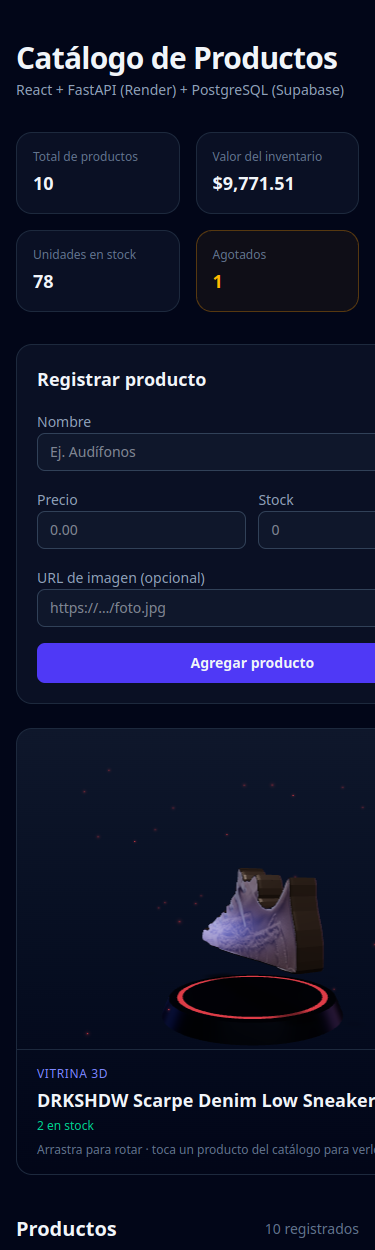 Catálogo de Productos
React + FastAPI (Render) + PostgreSQL (Supabase)
Total de productos
10
Valor del inventario
$9,771.51
Unidades en stock
78
Agotados
1
Registrar producto
Nombre
Ej. Audífonos
Precio
Stock
0.00
0
URL de imagen (opcional)
https://.../foto.jpg
Agregar producto
VITRINA 3D
DRKSHDW Scarpe Denim Low Sneaker
2 en stock
Arrastra para rotar · toca un producto del catálogo para
Productos
10 registrados